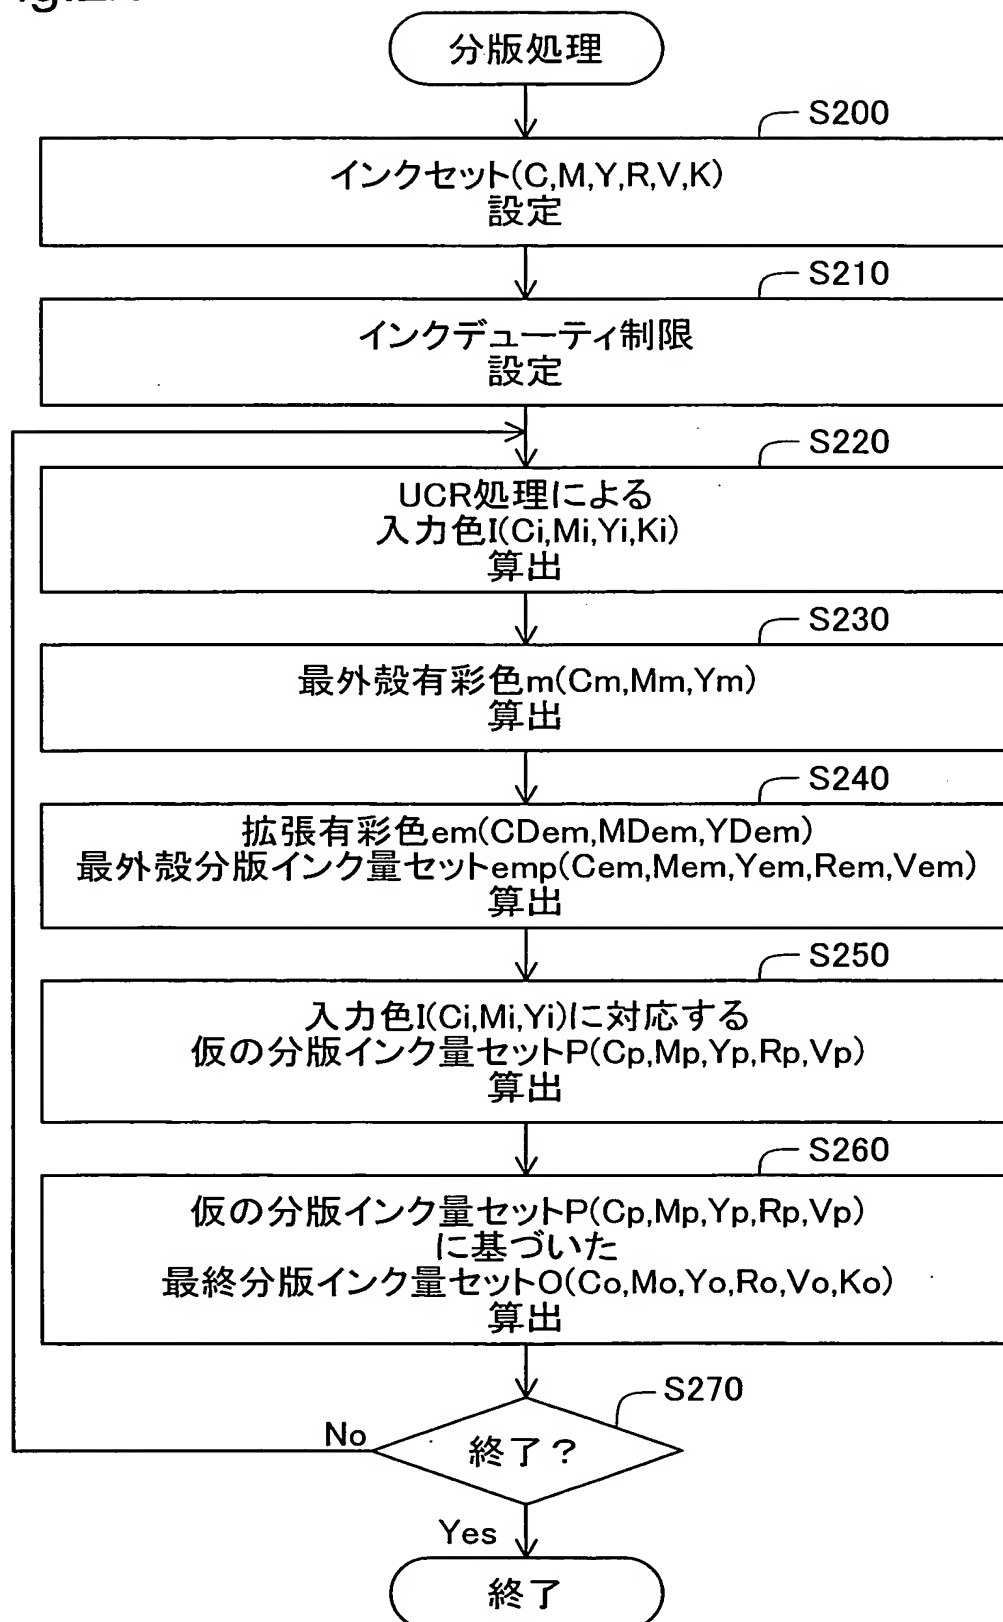 分版処理
S200
インクセット(C,M,Y,R,V,K)
設定
S210
インクデューティ制限
設定
S220
UCR処理による
入力色I(Ci,Mi,Yi,Ki)
算出
S230
最外殻有彩色m(Cm,Mm,Ym)
算出
S240
拡張有彩色em(CDem,MDem,YDem)
最外殻分版インク量セットemp(Cem,Mem,Yem,Rem,Vem)
算出
S250
入力色I(Ci,Mi,Yi)に対応する
仮の分版インク量セットP(Cp,Mp,Yp,Rp,Vp)
算出
S260
仮の分版インク量セットP(Cp,Mp,Yp,Rp,Vp)
に基づいた
最終分版インク量セットO(Co,Mo,Yo,Ro,Vo,Ko)
算出
S270
No
終了？
Yes
終了